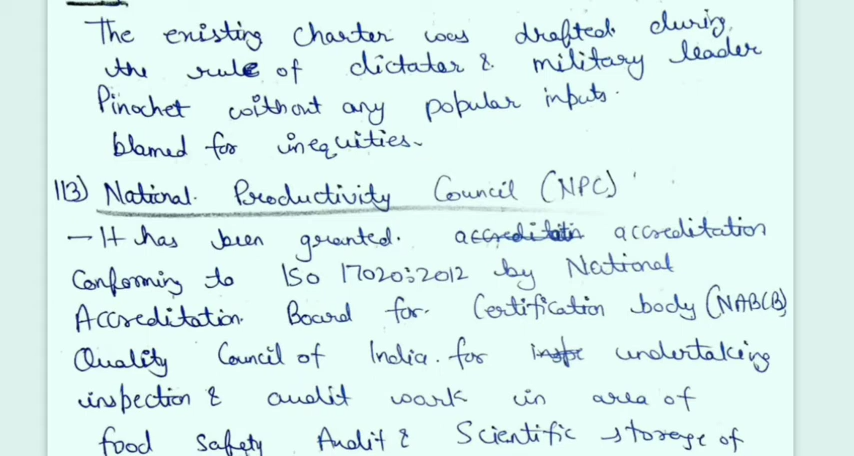 The existing charter was drafted during
the rule of dictator & military leader
Pinochet without any popular inputs.
blamed for inequities.
113) National Productivity Council (NPC)
- It has been granted. accreditation
Conforming to ISO 17020:2012 by National
Accreditation Board for Certification body (NABCB)
Quality Council of India. for undertaking
inspection & audit work in area of
food safety Audit & Scientific storage of